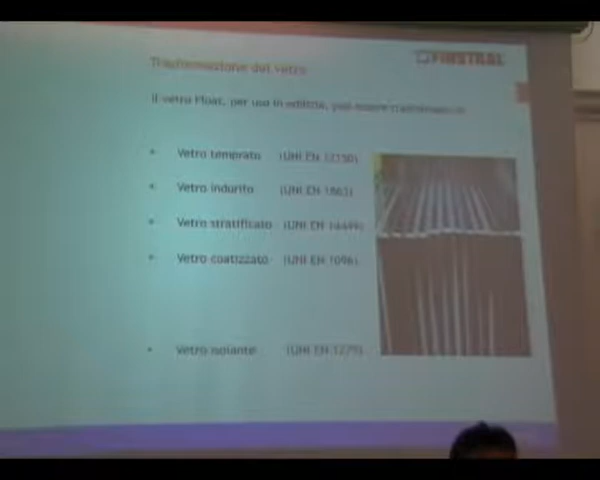 Trasformazione del vetro
FINSTRAL
Il vetro Float, per uso in edilizia, può essere trasformato in
• Vetro temprato (UNI EN 12150)
• Vetro indurito (UNI EN 1863)
• Vetro stratificato (UNI EN 14449)
• Vetro coatizzato (UNI EN 1096)
• Vetro isolante (UNI EN 1279)